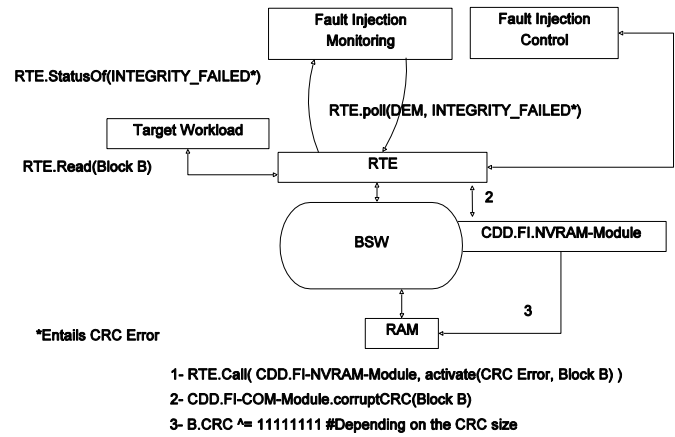 Fault Injection
Monitoring
Fault Injection
Control
RTE.StatusOf(INTEGRITY_FAILED*)
RTE.poll(DEM, INTEGRITY_FAILED*)
Target Workload
RTE.Read(Block B)
RTE
2
BSW
CDD.FI.NVRAM-Module
3
RAM
*Entails CRC Error
1- RTE.Call( CDD.FI-NVRAM-Module, activate(CRC Error, Block B) )
2- CDD.FI-COM-Module.corruptCRC(Block B)
3- B.CRC ^= 11111111 #Depending on the CRC size